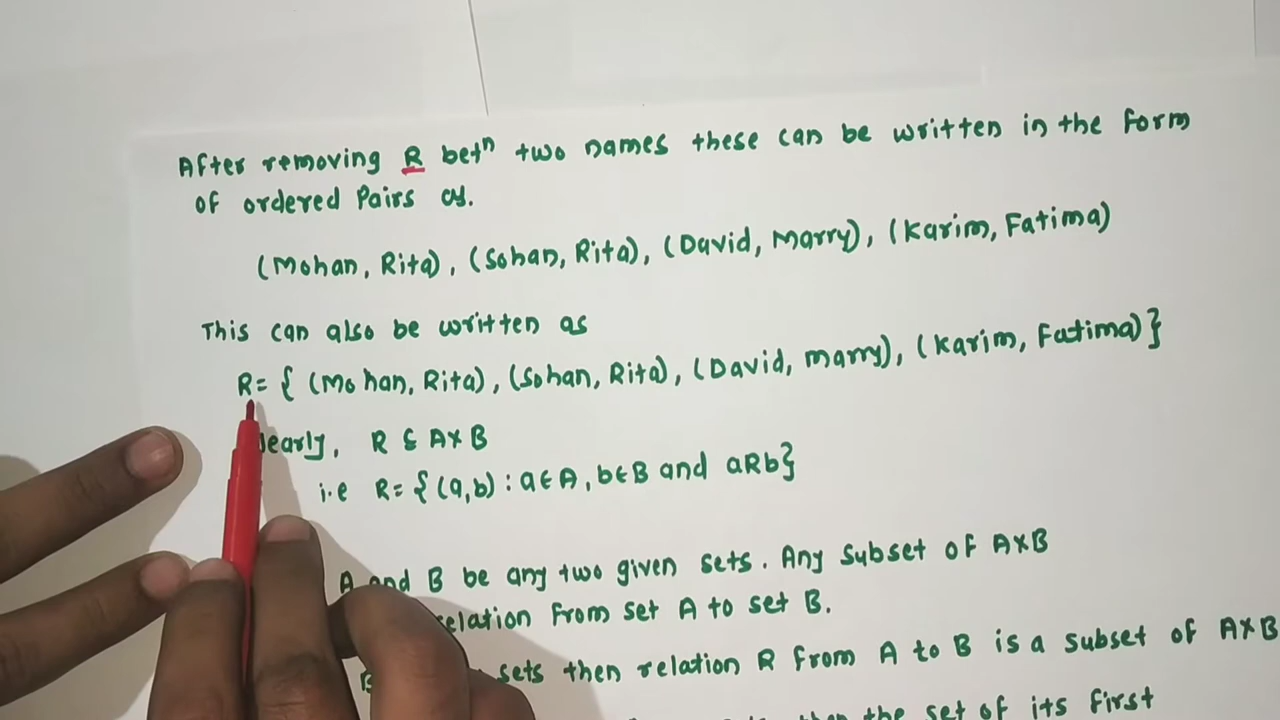 After removing R betn two names these can be written in the form
of ordered Pairs as.
(Mohan, Rita), (Sohan, Rita), (David, Marry), (Karim, Fatima)
This can also be written as
R= { (Mohan, Rita), (Sohan, Rita), (David, marry), (Karim, Fatima)}
learly, R ⊆ A×B
i.e R= {(a,b) : a∈A, b∈B and aRb}
A and B be any two given sets. Any subset of A×B
relation from set A to set B.
sets then relation R from A to B is a subset of A×B
then the set of its first